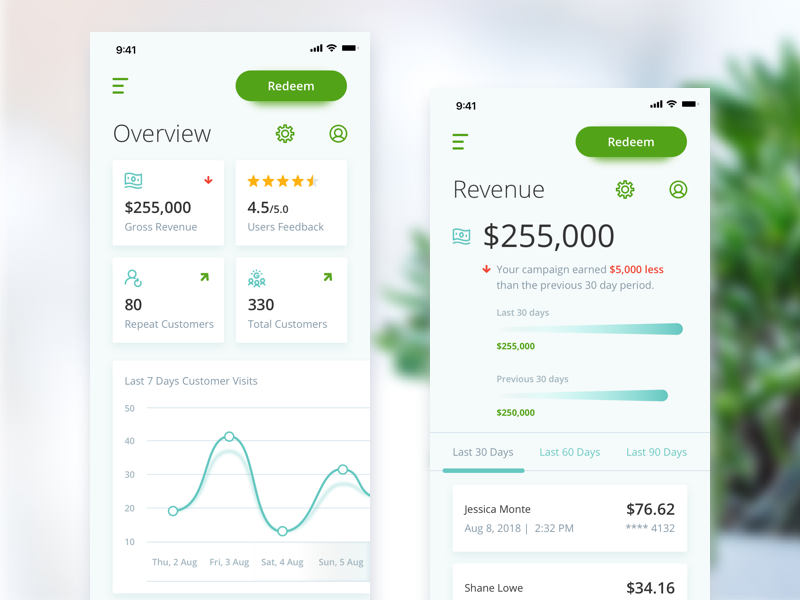 9:41
Redeem
Overview
$255,000
Gross Revenue
4.5/5.0
Users Feedback
80
Repeat Customers
330
Total Customers
Last 7 Days Customer Visits
50
40
30
20
10
Thu, 2 Aug
Fri, 3 Aug
Sat, 4 Aug
Sun, 5 Aug
9:41
Redeem
Revenue
$255,000
Your campaign earned $5,000 less
than the previous 30 day period.
Last 30 days
$255,000
Previous 30 days
$250,000
Last 30 Days
Last 60 Days
Last 90 Days
Jessica Monte
$76.62
Aug 8, 2018 | 2:32 PM
**** 4132
Shane Lowe
$34.16